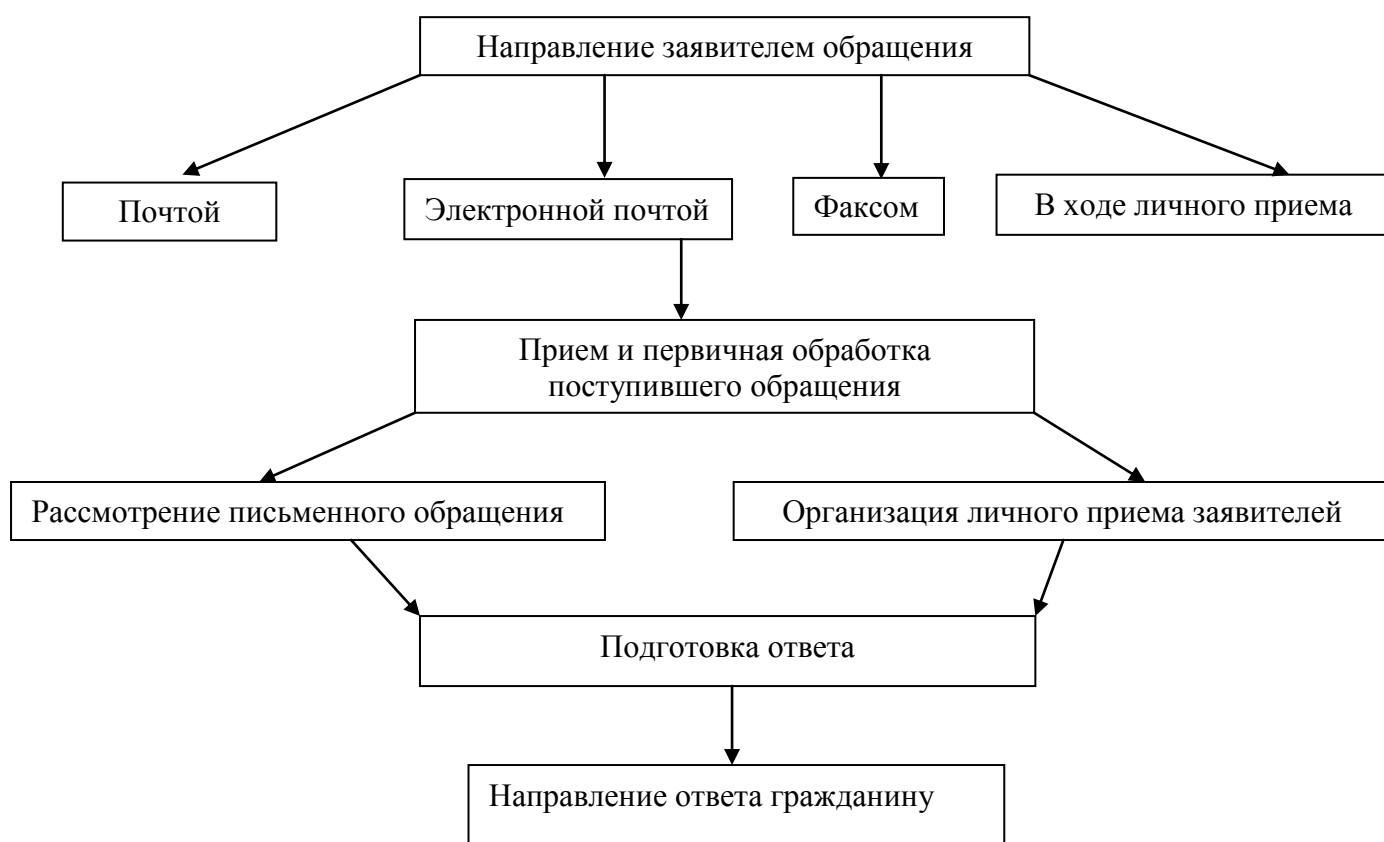 Направление заявителем обращения
Почтой
Электронной почтой
Факсом
В ходе личного приема
Прием и первичная обработка
поступившего обращения
Рассмотрение письменного обращения
Организация личного приема заявителей
Подготовка ответа
Направление ответа гражданину